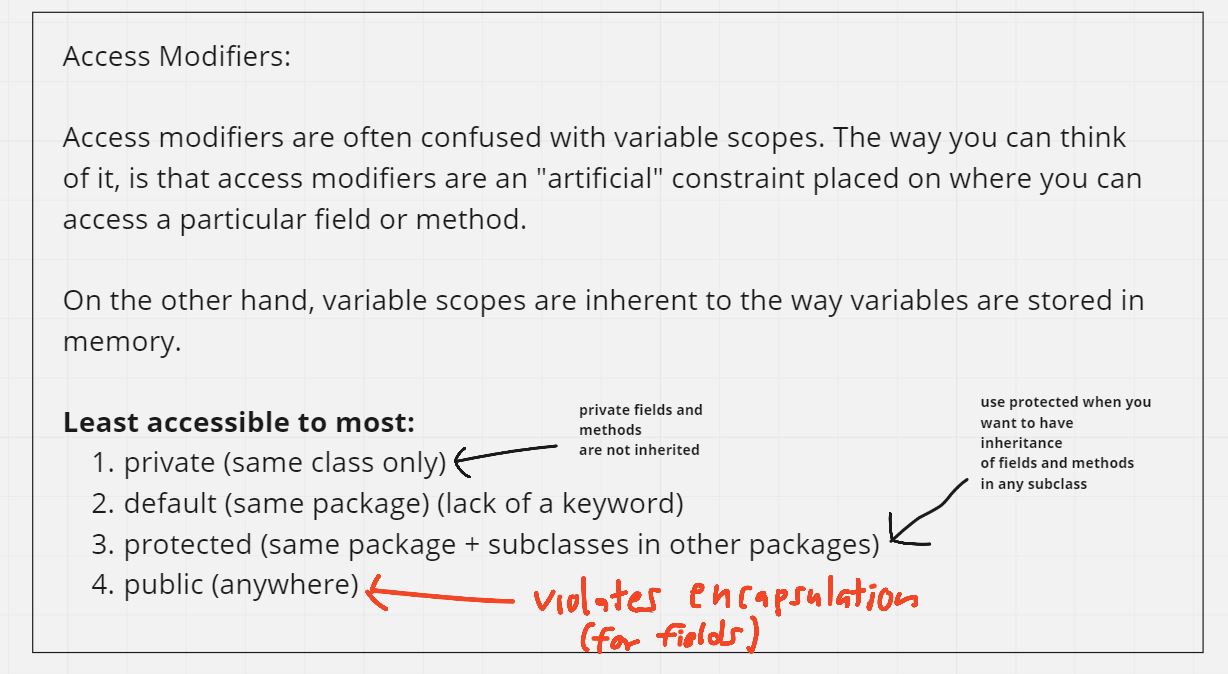 Access Modifiers:
Access modifiers are often confused with variable scopes. The way you can think
of it, is that access modifiers are an "artificial" constraint placed on where you can
access a particular field or method.
On the other hand, variable scopes are inherent to the way variables are stored in
memory.
Least accessible to most:
1. private (same class only)
2. default (same package) (lack of a keyword)
3. protected (same package + subclasses in other packages)
4. public (anywhere)
private fields and
methods
are not inherited
use protected when you
want to have
inheritance
of fields and methods
in any subclass
violates encapsulation
(for fields)